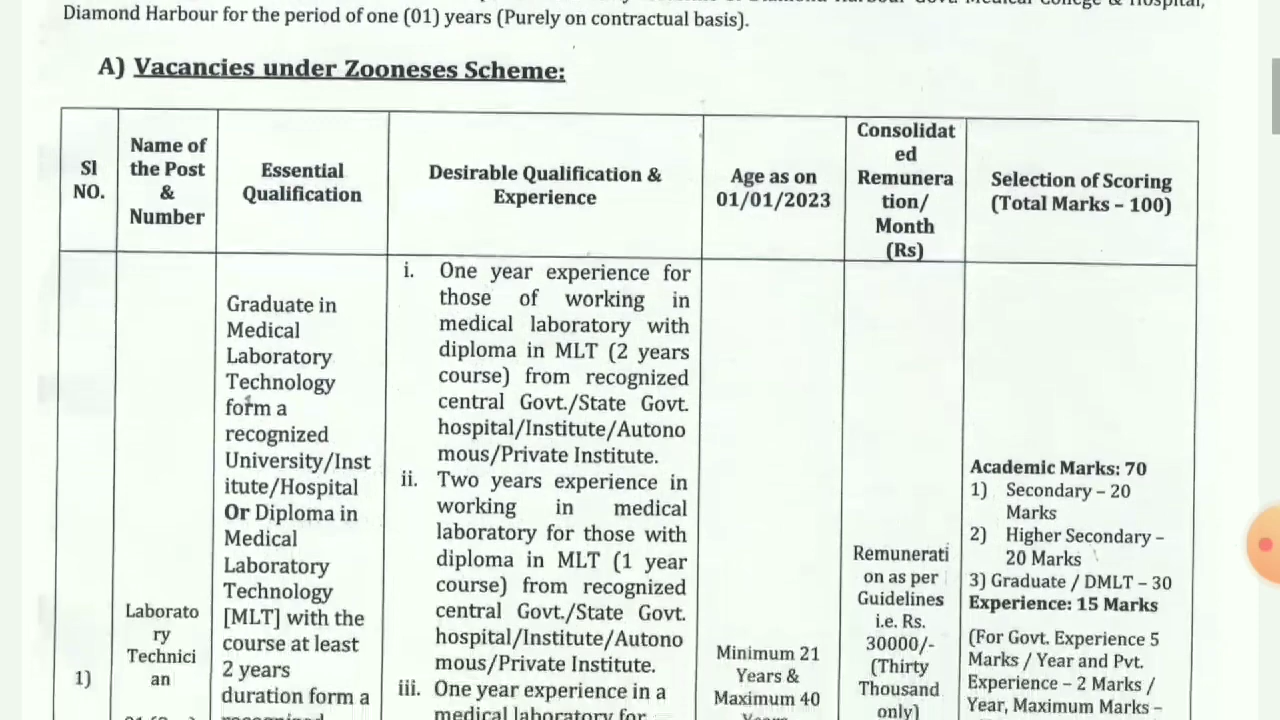 Diamond Harbour for the period of one (01) years (Purely on contractual basis).
A) Vacancies under Zooneses Scheme:
Sl
NO.
Name of
the Post
&
Number
Essential
Qualification
Desirable Qualification &
Experience
Age as on
01/01/2023
Consolidat
ed
Remunera
tion/
Month
(Rs)
Selection of Scoring
(Total Marks – 100)
1)
Laborato
ry
Technici
an
Graduate in
Medical
Laboratory
Technology
form a
recognized
University/Inst
itute/Hospital
Or Diploma in
Medical
Laboratory
Technology
[MLT] with the
course at least
2 years
duration form a
recognized
i. One year experience for
those of working in
medical laboratory with
diploma in MLT (2 years
course) from recognized
central Govt./State Govt.
hospital/Institute/Autono
mous/Private Institute.
ii. Two years experience in
working in medical
laboratory for those with
diploma in MLT (1 year
course) from recognized
central Govt./State Govt.
hospital/Institute/Autono
mous/Private Institute.
iii. One year experience in a
medical laboratory for
Minimum 21
Years &
Maximum 40
Years
Remunerati
on as per
Guidelines
i.e. Rs.
30000/-
(Thirty
Thousand
only)
Academic Marks: 70
1) Secondary – 20
Marks
2) Higher Secondary –
20 Marks
3) Graduate / DMLT – 30
Experience: 15 Marks
(For Govt. Experience 5
Marks / Year and Pvt.
Experience – 2 Marks /
Year, Maximum Marks –